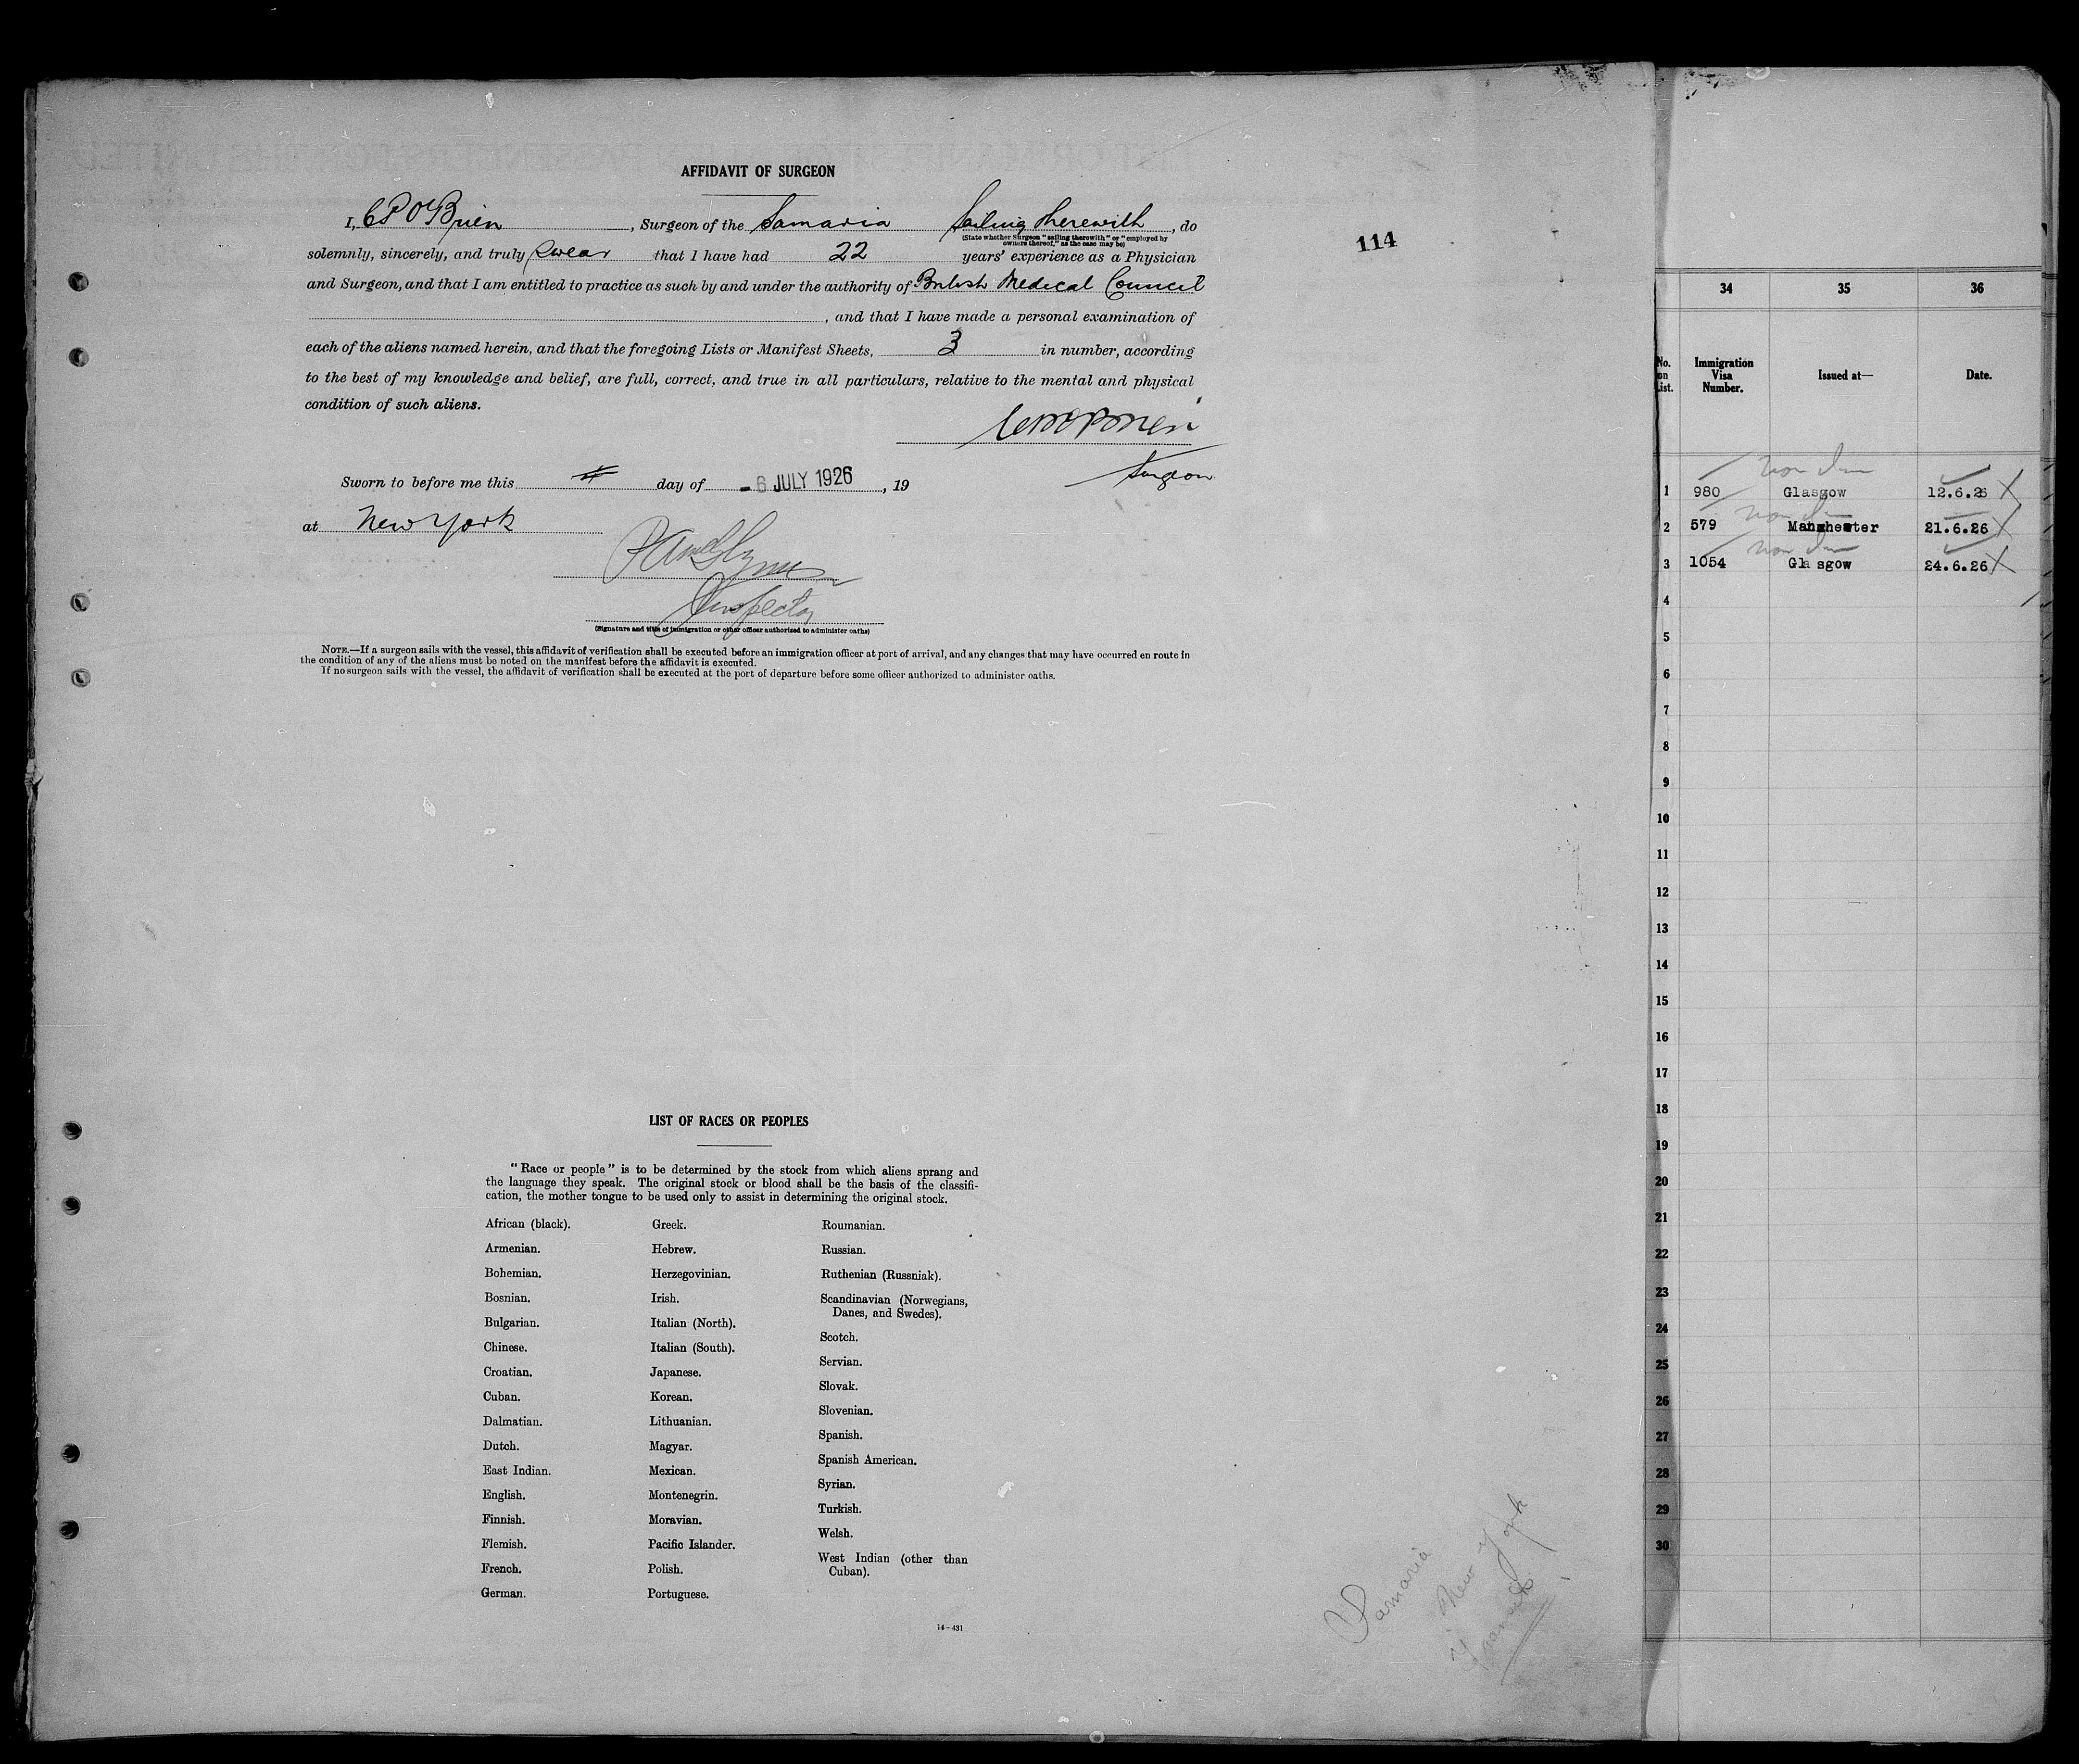 AFFIDAVIT OF SURGEON
I, C P O'Brien, Surgeon of the Samaria sailing therewith, do
(State whether Surgeon "sailing therewith" or "employed by
owners thereof," as the case may be)
114
solemnly, sincerely, and truly swear that I have had 22 years' experience as a Physician
and Surgeon, and that I am entitled to practice as such by and under the authority of British Medical Council
, and that I have made a personal examination of
each of the aliens named herein, and that the foregoing Lists or Manifest Sheets, 3 in number, according
to the best of my knowledge and belief, are full, correct, and true in all particulars, relative to the mental and physical
condition of such aliens.
Surgeon
Sworn to before me this day of - 6 JULY 1926, 19
at New York
Inspector
(Signature and title of immigration or other officer authorized to administer oaths)
NOTE.—If a surgeon sails with the vessel, this affidavit of verification shall be executed before an immigration officer at port of arrival, and any changes that may have occurred en route in
the condition of any of the aliens must be noted on the manifest before the affidavit is executed.
If no surgeon sails with the vessel, the affidavit of verification shall be executed at the port of departure before some officer authorized to administer oaths.
LIST OF RACES OR PEOPLES
"Race or people" is to be determined by the stock from which aliens sprang and
the language they speak. The original stock or blood shall be the basis of the classifi-
cation, the mother tongue to be used only to assist in determining the original stock.
African (black).
Armenian.
Bohemian.
Bosnian.
Bulgarian.
Chinese.
Croatian.
Cuban.
Dalmatian.
Dutch.
East Indian.
English.
Finnish.
Flemish.
French.
German.
Greek.
Hebrew.
Herzegovinian.
Irish.
Italian (North).
Italian (South).
Japanese.
Korean.
Lithuanian.
Magyar.
Mexican.
Montenegrin.
Moravian.
Pacific Islander.
Polish.
Portuguese.
Roumanian.
Russian.
Ruthenian (Russniak).
Scandinavian (Norwegians,
Danes, and Swedes).
Scotch.
Servian.
Slovak.
Slovenian.
Spanish.
Spanish American.
Syrian.
Turkish.
Welsh.
West Indian (other than
Cuban).
14-431
Samaria
New York
34 35 36
No. on List. Immigration Visa Number. Issued at— Date.
1 980 Glasgow 12.6.26
2 579 Manchester 21.6.26
3 1054 Glasgow 24.6.26
4
5
6
7
8
9
10
11
12
13
14
15
16
17
18
19
20
21
22
23
24
25
26
27
28
29
30